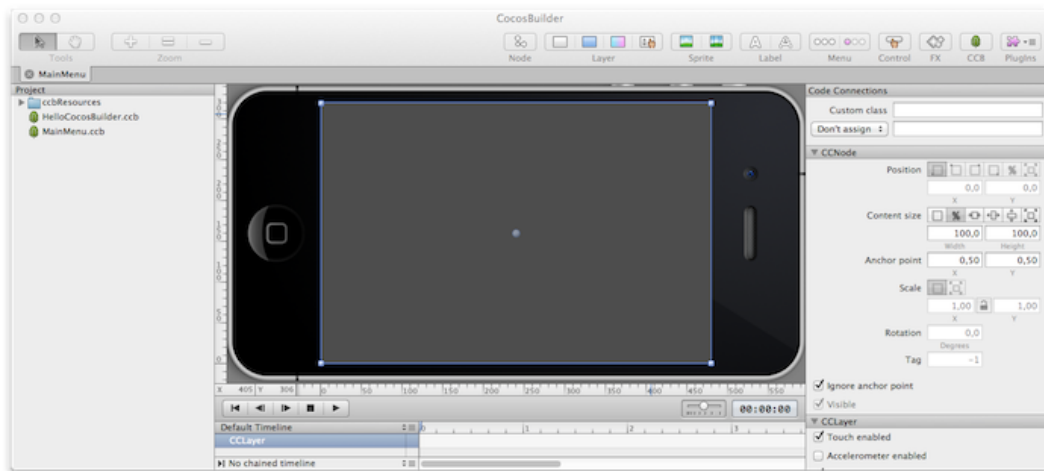 CocosBuilder
Tools Zoom Node Layer Sprite Label Menu Control FX CCB PlugIns
MainMenu
Project
ccbResources
HelloCocosBuilder.ccb
MainMenu.ccb
Code Connections
Custom class
Don't assign
CCNode
Position
0,0 0,0
X Y
Content size %
100,0 100,0
Width Height
Anchor point 0,50 0,50
X Y
Scale
1,00 1,00
X Y
Rotation 0,0
Degrees
Tag -1
Ignore anchor point
Visible
CCLayer
Touch enabled
Accelerometer enabled
X 405 Y 306 0 50 100 150 200 250 300 350 400 450 500 550
00:00:00
Default Timeline 0 1 2 3
CCLayer
No chained timeline